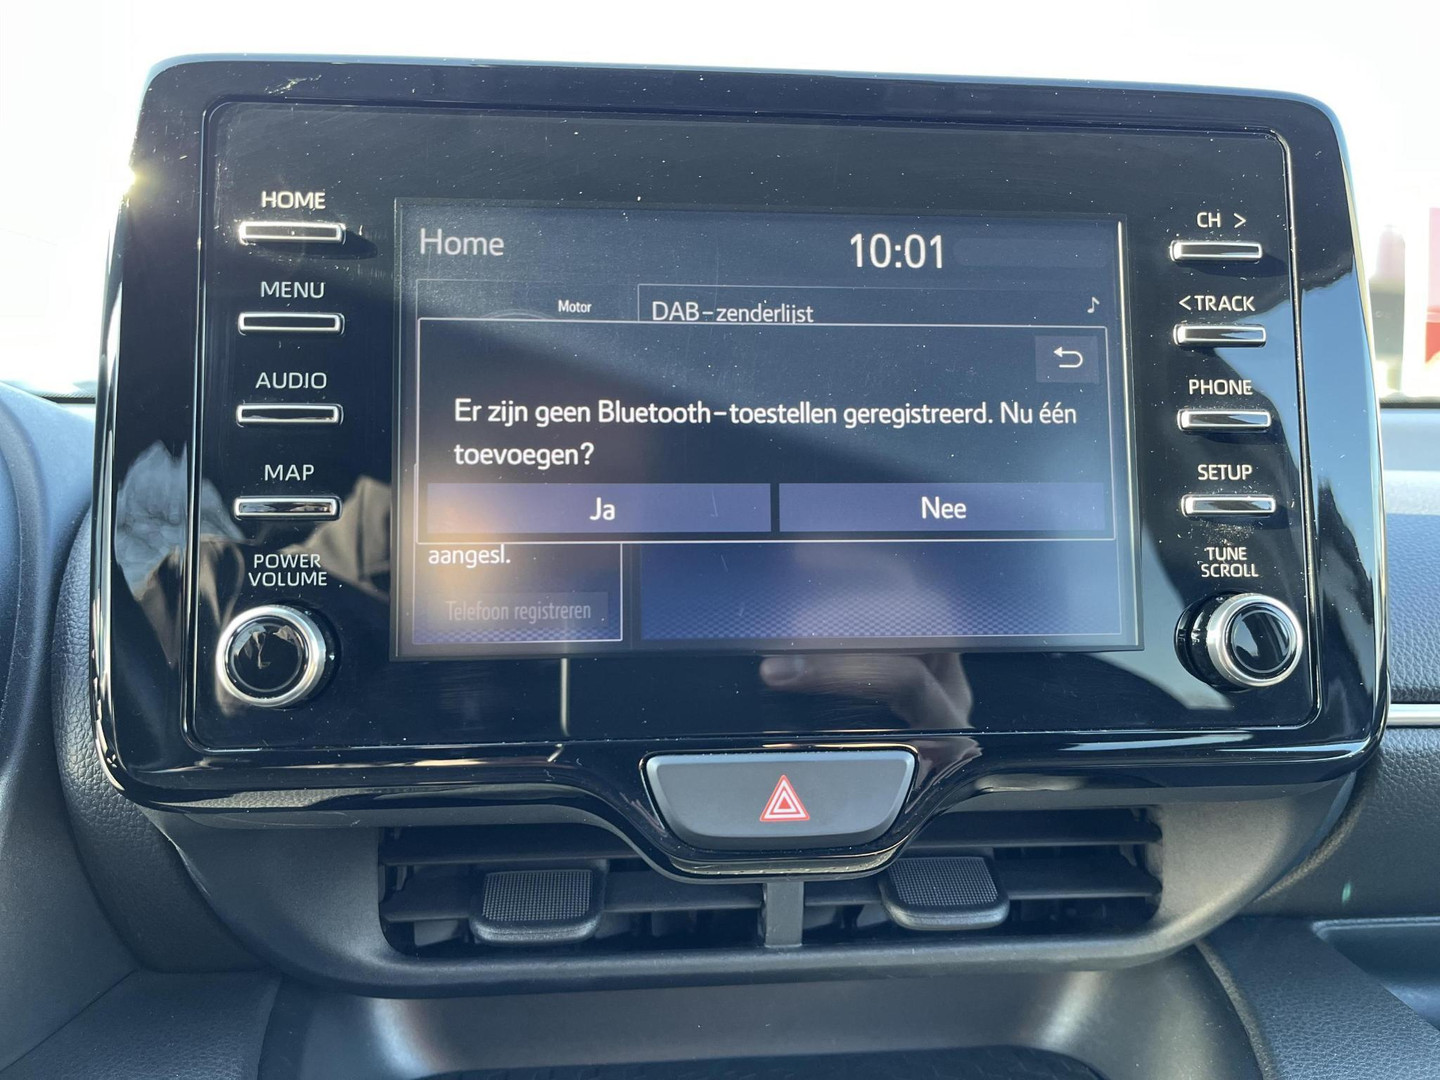 HOME
MENU
AUDIO
MAP
POWER
VOLUME
Home
10:01
Motor
DAB-zenderlijst
Er zijn geen Bluetooth-toestellen geregistreerd. Nu één
toevoegen?
Ja
Nee
aangesl.
Telefoon registreren
CH >
<TRACK
PHONE
SETUP
TUNE
SCROLL